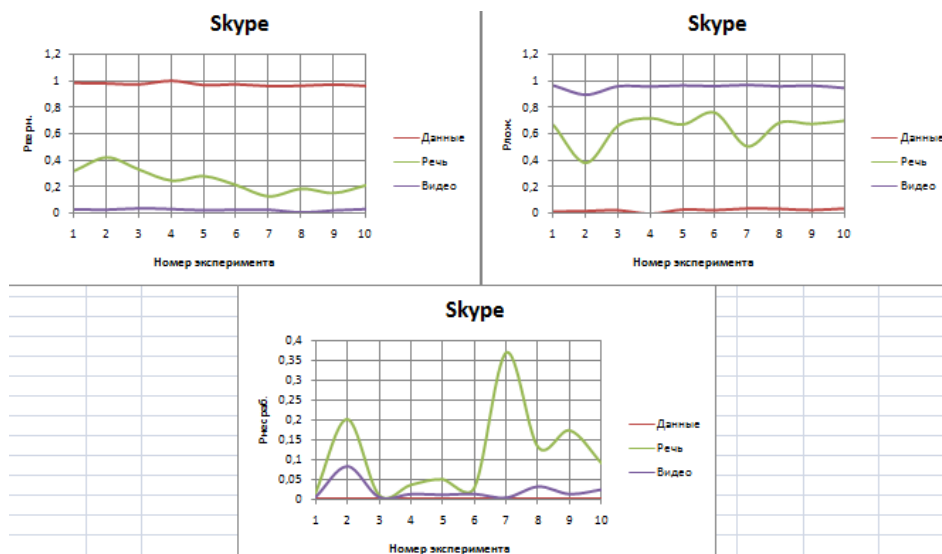 Skype
1,2
1
0,8
0,6
0,4
0,2
0
Рверн.
1 2 3 4 5 6 7 8 9 10
Номер эксперимента
Данные
Речь
Видео
Skype
1,2
1
0,8
0,6
0,4
0,2
0
Рлож.
1 2 3 4 5 6 7 8 9 10
Номер эксперимента
Данные
Речь
Видео
Skype
0,4
0,35
0,3
0,25
0,2
0,15
0,1
0,05
0
Рнесраб.
1 2 3 4 5 6 7 8 9 10
Номер эксперимента
Данные
Речь
Видео